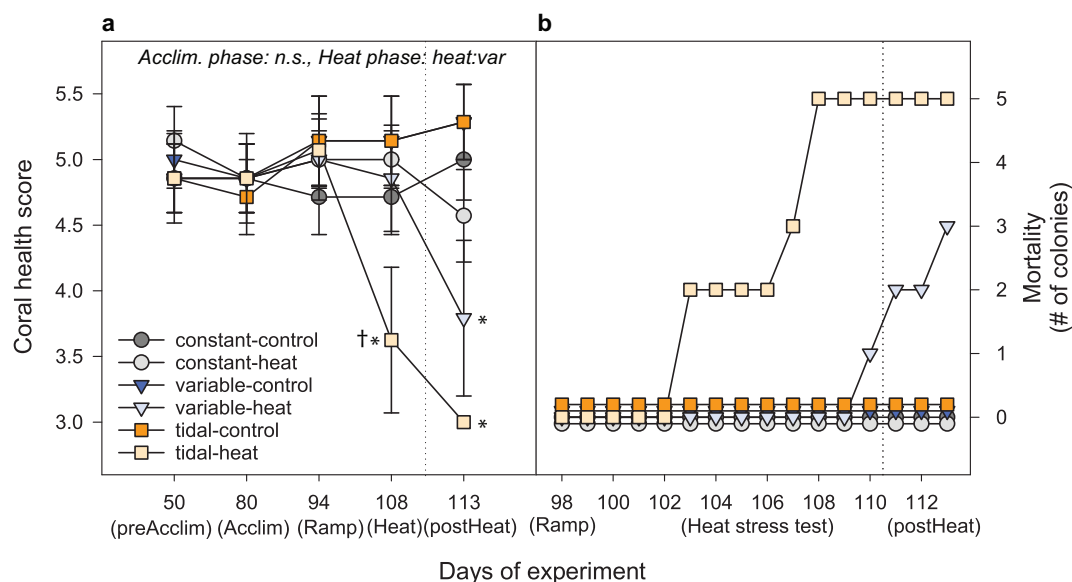 a
b
Acclim. phase: n.s., Heat phase: heat:var
Coral health score
5.5
5.0
4.5
4.0
3.5
3.0
†*
*
*
constant-control
constant-heat
variable-control
variable-heat
tidal-control
tidal-heat
50 80 94 108 113
(preAcclim) (Acclim) (Ramp) (Heat) (postHeat)
5
4
3
2
1
0
Mortality
(# of colonies)
98 100 102 104 106 108 110 112
(Ramp) (Heat stress test) (postHeat)
Days of experiment